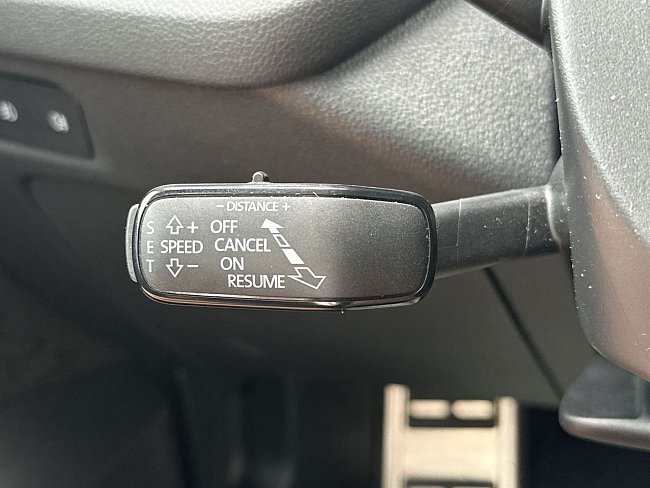 - DISTANCE +
S + OFF
E SPEED CANCEL
T - ON
RESUME